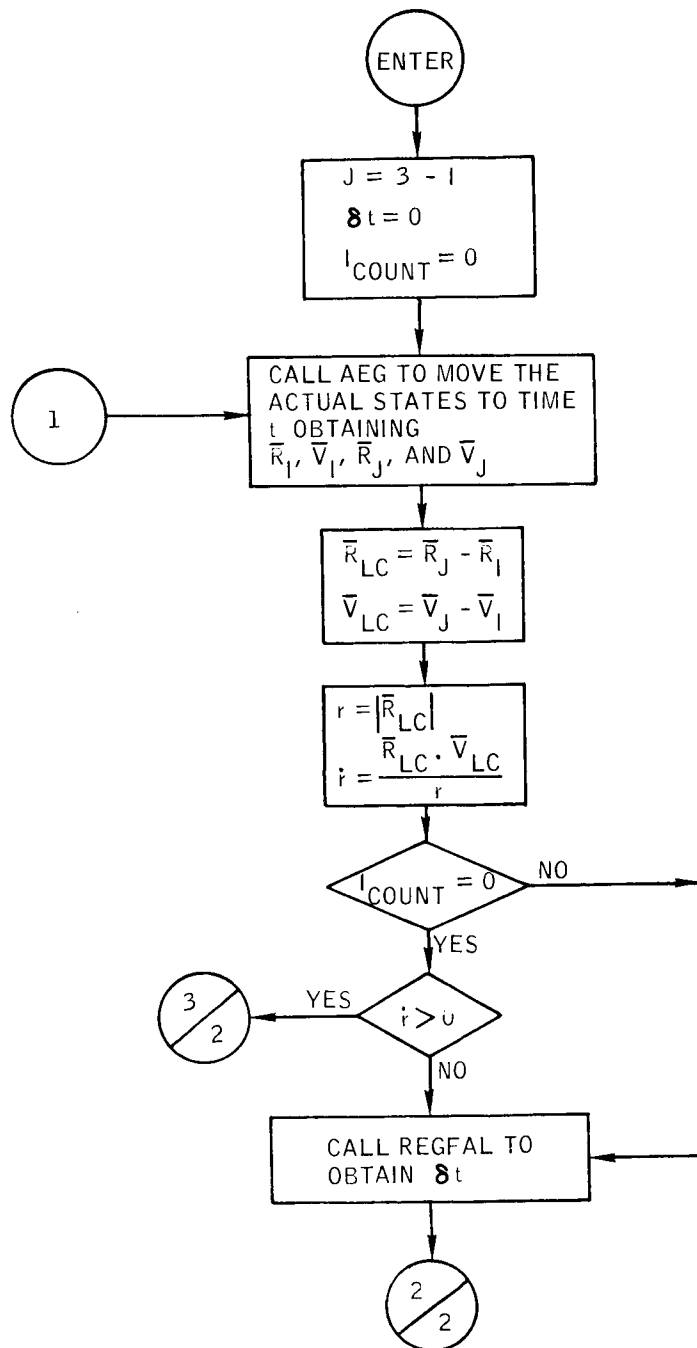 ENTER
J = 3 - I
δt = 0
I COUNT = 0
1
CALL AEG TO MOVE THE
ACTUAL STATES TO TIME
t OBTAINING
R̅_I, V̅_I, R̅_J, AND V̅_J
R̅_LC = R̅_J - R̅_I
V̅_LC = V̅_J - V̅_I
r = |R̅_LC|
ṙ = R̅_LC . V̅_LC
r
I COUNT = 0
NO
YES
3
2
YES
ṙ > 0
NO
CALL REGFAL TO
OBTAIN δt
2
2